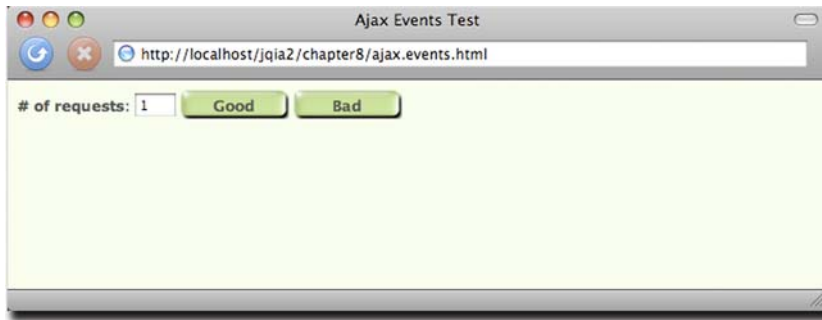 Ajax Events Test
http://localhost/jqia2/chapter8/ajax.events.html
# of requests: 1 Good Bad